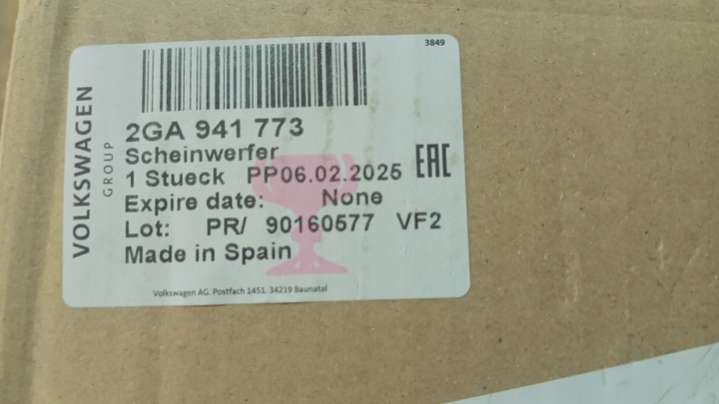 3849
VOLKSWAGEN
GROUP
2GA 941 773
Scheinwerfer
1 Stueck PP06.02.2025
EAC
Expire date: None
Lot: PR/ 90160577 VF2
Made in Spain
Volkswagen AG, Postfach 1451, 34219 Baunatal